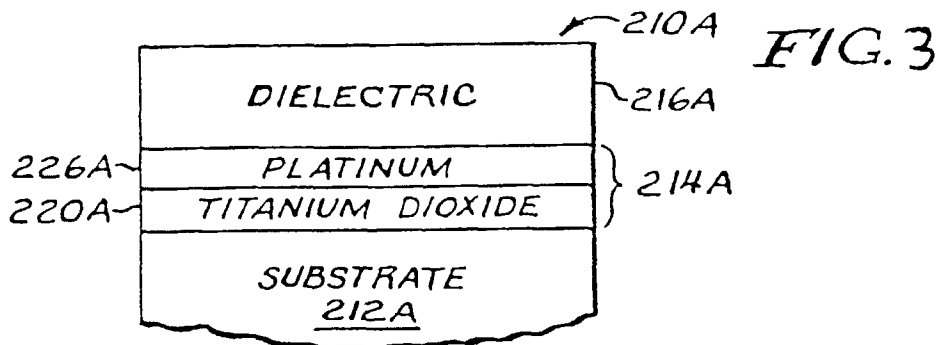 210A
FIG. 3
DIELECTRIC
216A
226A
PLATINUM
214A
220A
TITANIUM DIOXIDE
SUBSTRATE
212A